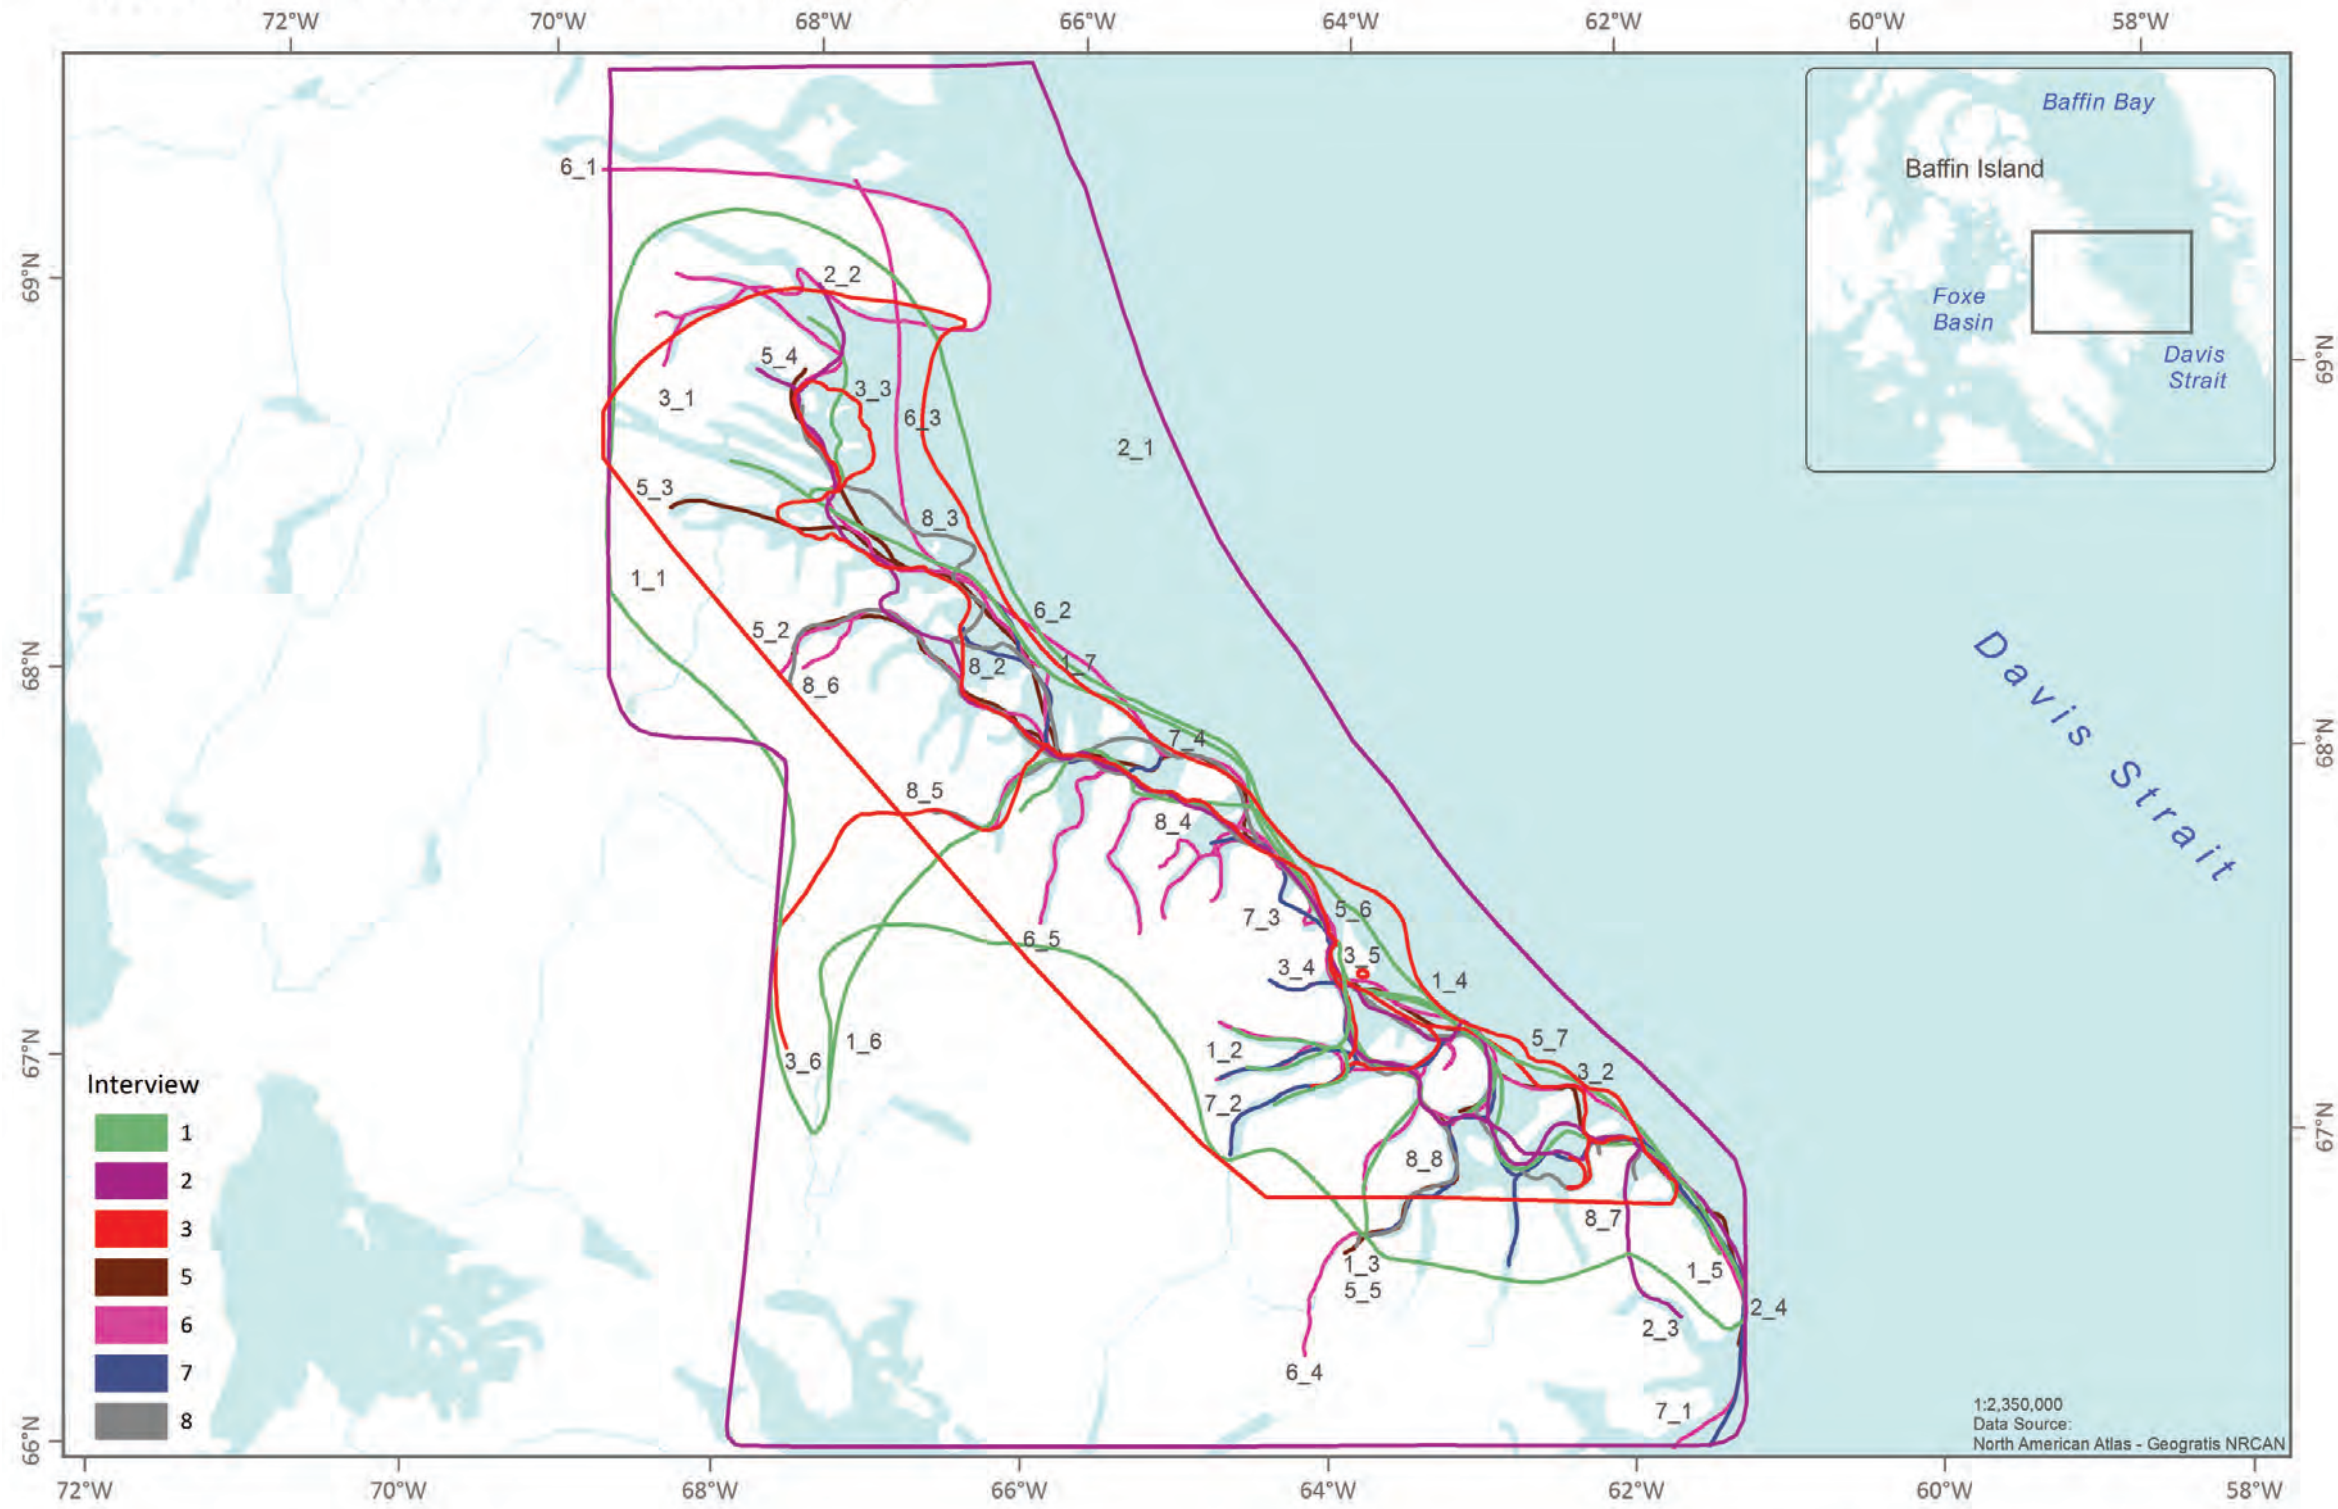 72°W 70°W 68°W 66°W 64°W 62°W 60°W 58°W
Baffin Bay
Baffin Island
Foxe
Basin
Davis
Strait
6_1
69°N
2_2
69°N
5_4
3_1
3_3
6_3
2_1
5_3
8_3
1_1
6_2
5_2
68°N
8_2
1_7
8_6
Davis Strait
7_4
68°N
8_5
8_4
7_3
5_6
6_5
3_5
3_4
1_4
67°N
3_6
1_6
1_2
5_7
3_2
7_2
67°N
8_8
8_7
1_3
5_5
1_5
2_4
2_3
6_4
7_1
Interview
1
2
3
5
6
7
8
66°N
1:2,350,000
Data Source:
North American Atlas - Geogratis NRCAN
72°W 70°W 68°W 66°W 64°W 62°W 60°W 58°W